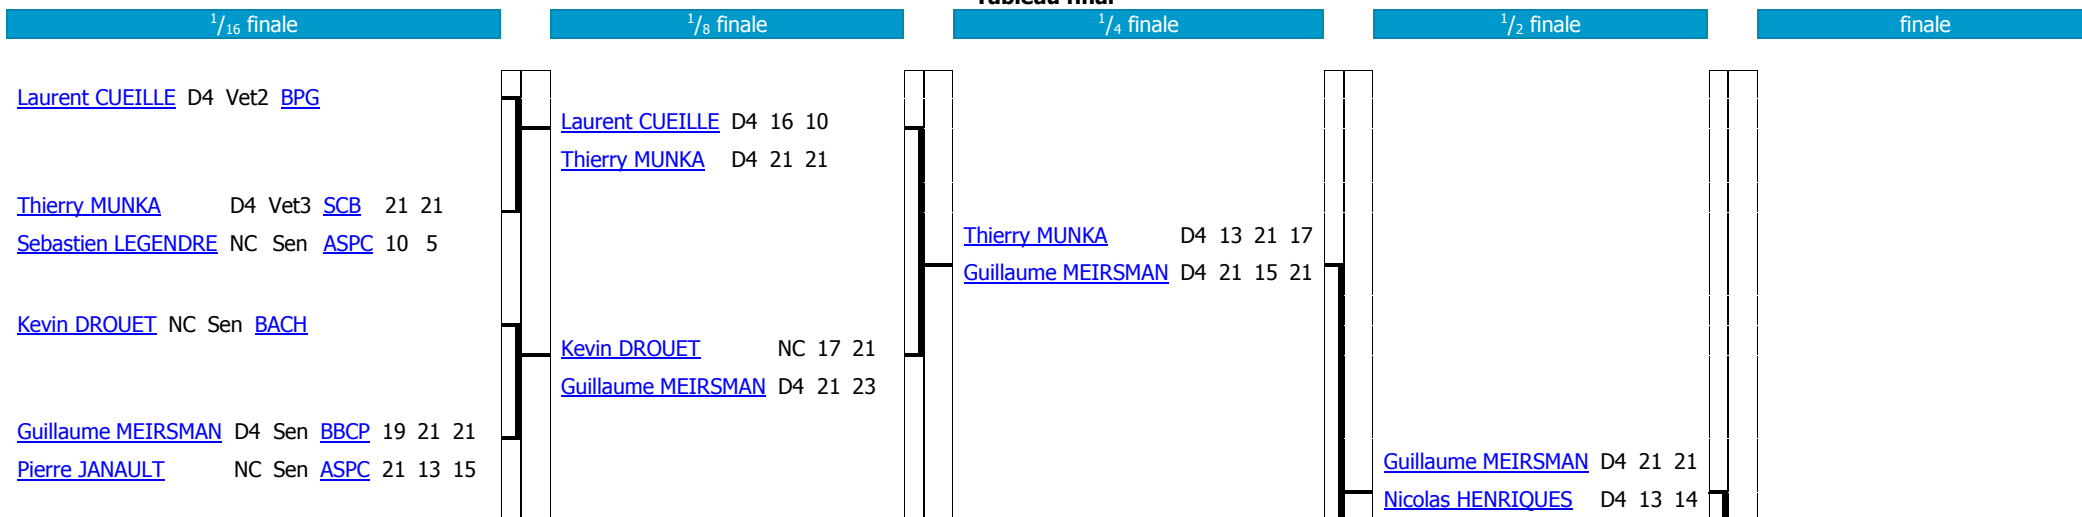 Tableau final
1/16 finale
1/8 finale
1/4 finale
1/2 finale
finale
Laurent CUEILLE D4 Vet2 BPG
Laurent CUEILLE D4 16 10
Thierry MUNKA D4 21 21
Thierry MUNKA D4 Vet3 SCB 21 21
Sebastien LEGENDRE NC Sen ASPC 10 5
Thierry MUNKA D4 13 21 17
Guillaume MEIRSMAN D4 21 15 21
Kevin DROUET NC Sen BACH
Kevin DROUET NC 17 21
Guillaume MEIRSMAN D4 21 23
Guillaume MEIRSMAN D4 Sen BBCP 19 21 21
Pierre JANAULT NC Sen ASPC 21 13 15
Guillaume MEIRSMAN D4 21 21
Nicolas HENRIQUES D4 13 14